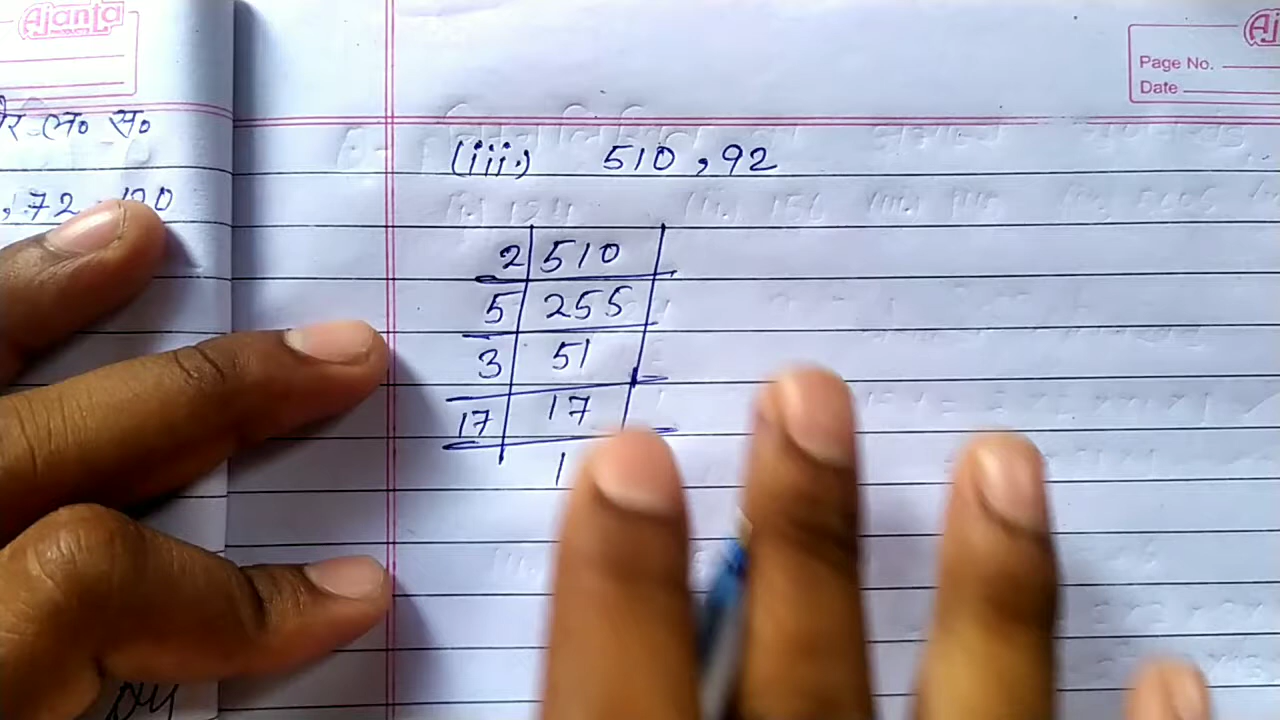 Ajanta
ल० स०
, 72
Page No.
Date
(iii.) 510 , 92
2 510
5 255
3 51
17 17
1